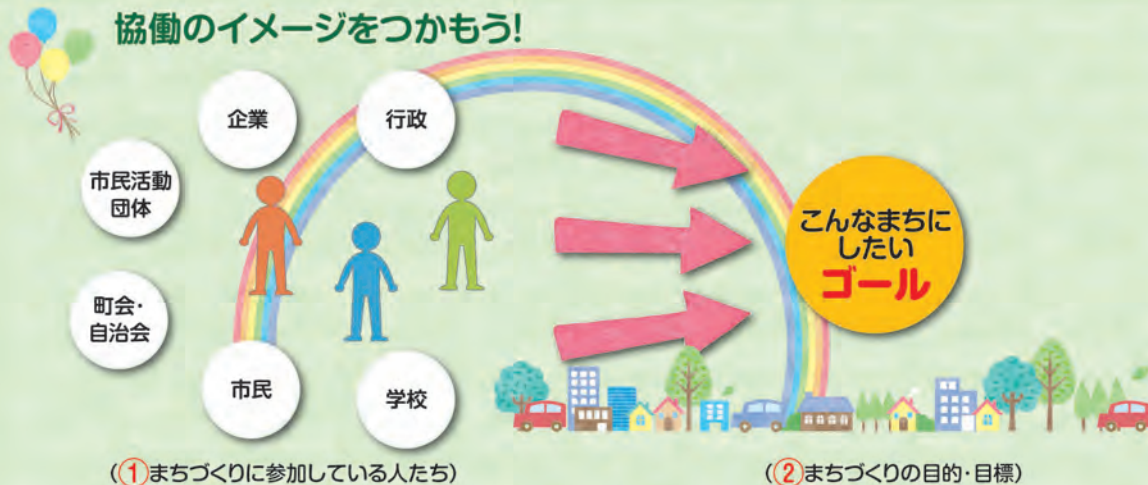 協働のイメージをつかもう!
企業
行政
市民活動
団体
町会・
自治会
市民
学校
こんなまちに
したい
ゴール
(①まちづくりに参加している人たち)
(②まちづくりの目的・目標)